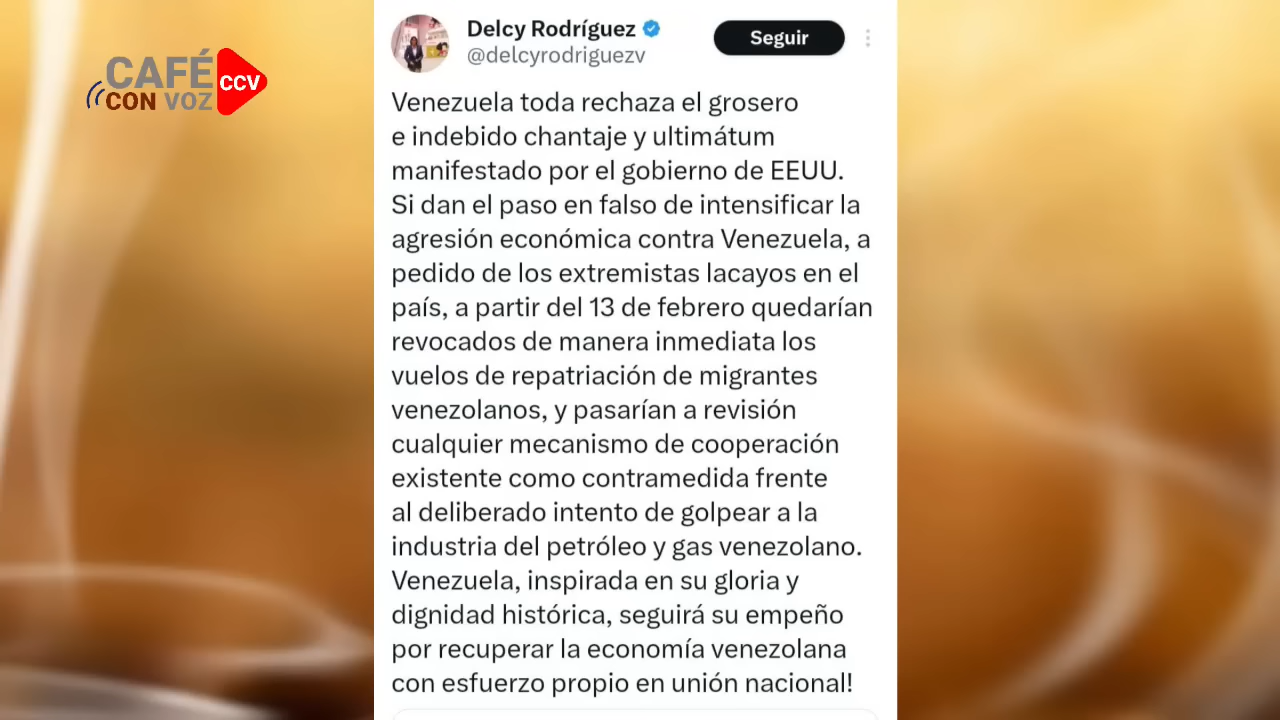 CAFÉ
CON VOZ
CCV
Delcy Rodríguez
@delcyrodriguezv
Seguir
Venezuela toda rechaza el grosero
e indebido chantaje y ultimátum
manifestado por el gobierno de EEUU.
Si dan el paso en falso de intensificar la
agresión económica contra Venezuela, a
pedido de los extremistas lacayos en el
país, a partir del 13 de febrero quedarían
revocados de manera inmediata los
vuelos de repatriación de migrantes
venezolanos, y pasarían a revisión
cualquier mecanismo de cooperación
existente como contramedida frente
al deliberado intento de golpear a la
industria del petróleo y gas venezolano.
Venezuela, inspirada en su gloria y
dignidad histórica, seguirá su empeño
por recuperar la economía venezolana
con esfuerzo propio en unión nacional!